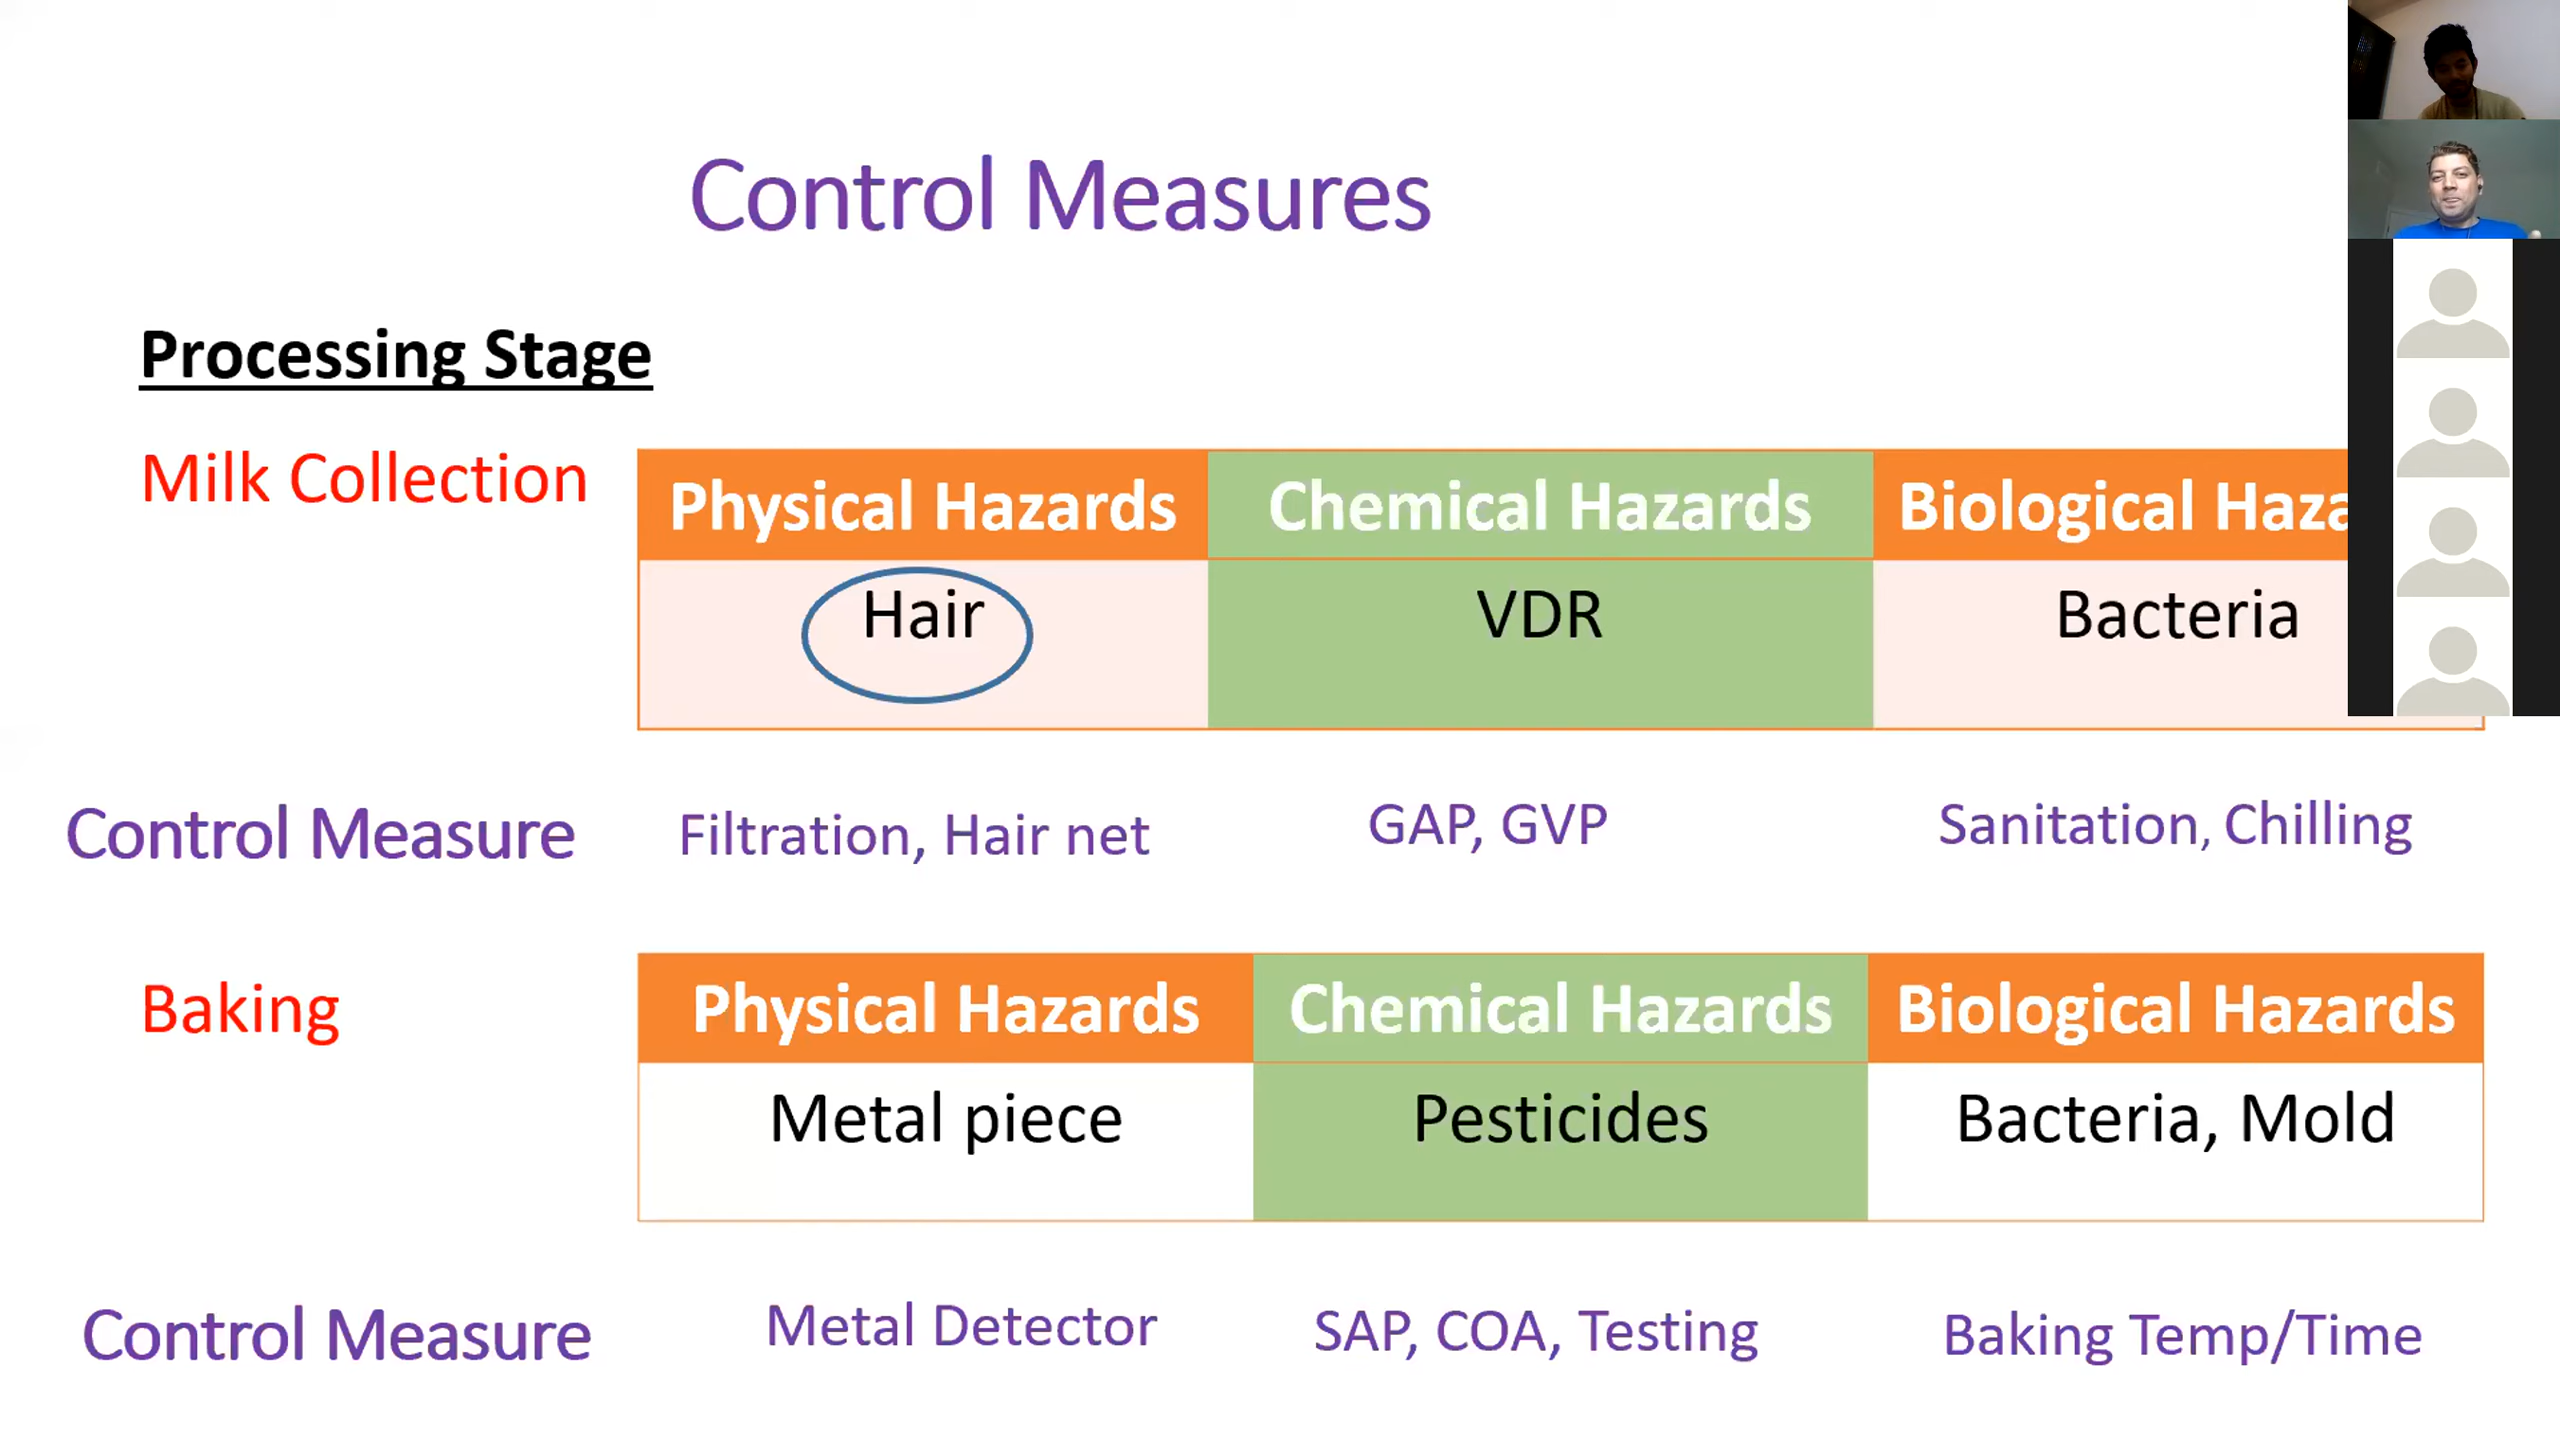 Control Measures
Processing Stage
Milk Collection
Physical Hazards Chemical Hazards Biological
Hair VDR Bacteria
Control Measure Filtration, Hair net GAP, GVP Sanitation, Chilling
Baking
Physical Hazards Chemical Hazards Biological Hazards
Metal piece Pesticides Bacteria, Mold
Control Measure Metal Detector SAP, COA, Testing Baking Temp/Time